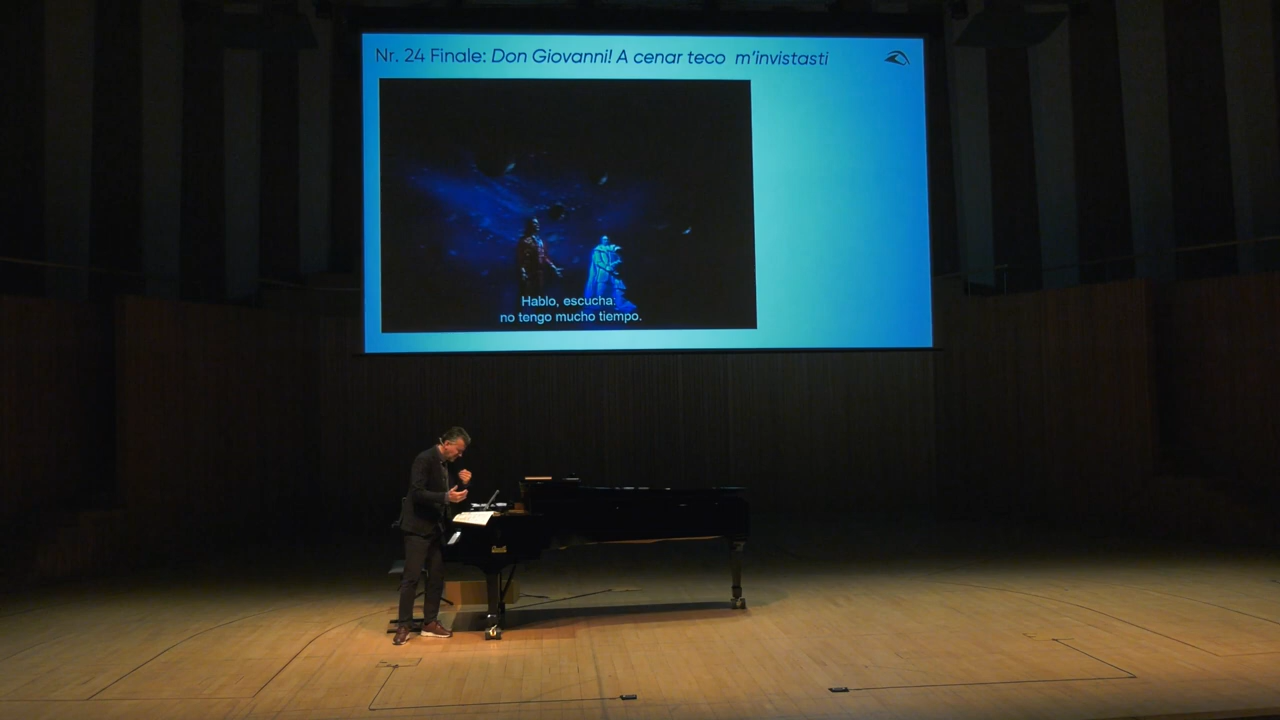 Nr. 24 Finale: Don Giovanni! A cenar teco m'invistasti
Hablo, escucha:
no tengo mucho tiempo.